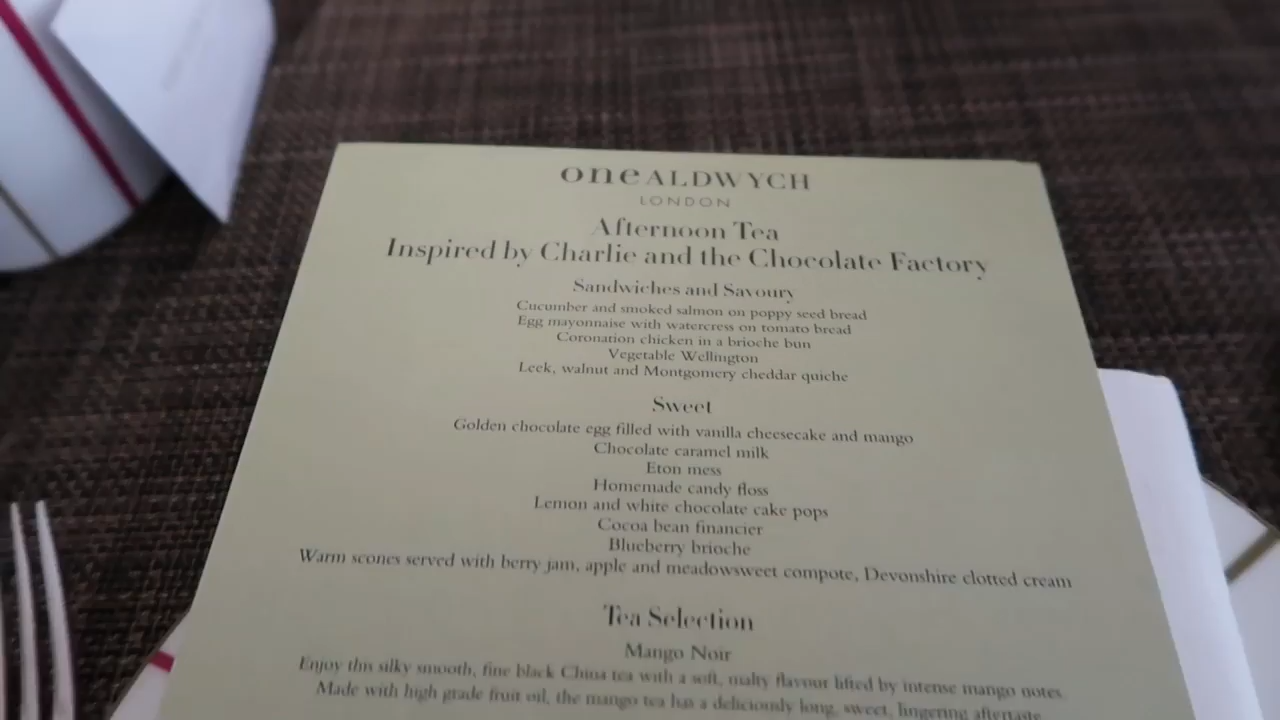 one ALDWYCH
LONDON
Afternoon Tea
Inspired by Charlie and the Chocolate Factory
Sandwiches and Savoury
Cucumber and smoked salmon on poppy seed bread
Egg mayonnaise with watercress on tomato bread
Coronation chicken in a brioche bun
Vegetable Wellington
Leek, walnut and Montgomery cheddar quiche
Sweet
Golden chocolate egg filled with vanilla cheesecake and mango
Chocolate caramel milk
Eton mess
Homemade candy floss
Lemon and white chocolate cake pops
Cocoa bean financier
Blueberry brioche
Warm scones served with berry jam, apple and meadowsweet compote, Devonshire clotted cream
Tea Selection
Mango Noir
Enjoy this silky smooth, fine black China tea with a soft, malty flavour lifted by intense mango notes.
Made with high grade fruit oil, the mango tea has a deliciously long, sweet, lingering aftertaste.